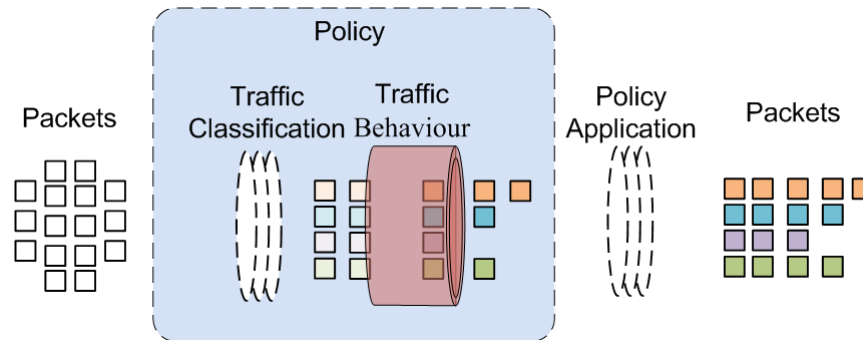 Policy
Packets
Traffic
Classification
Traffic
Behaviour
Policy
Application
Packets